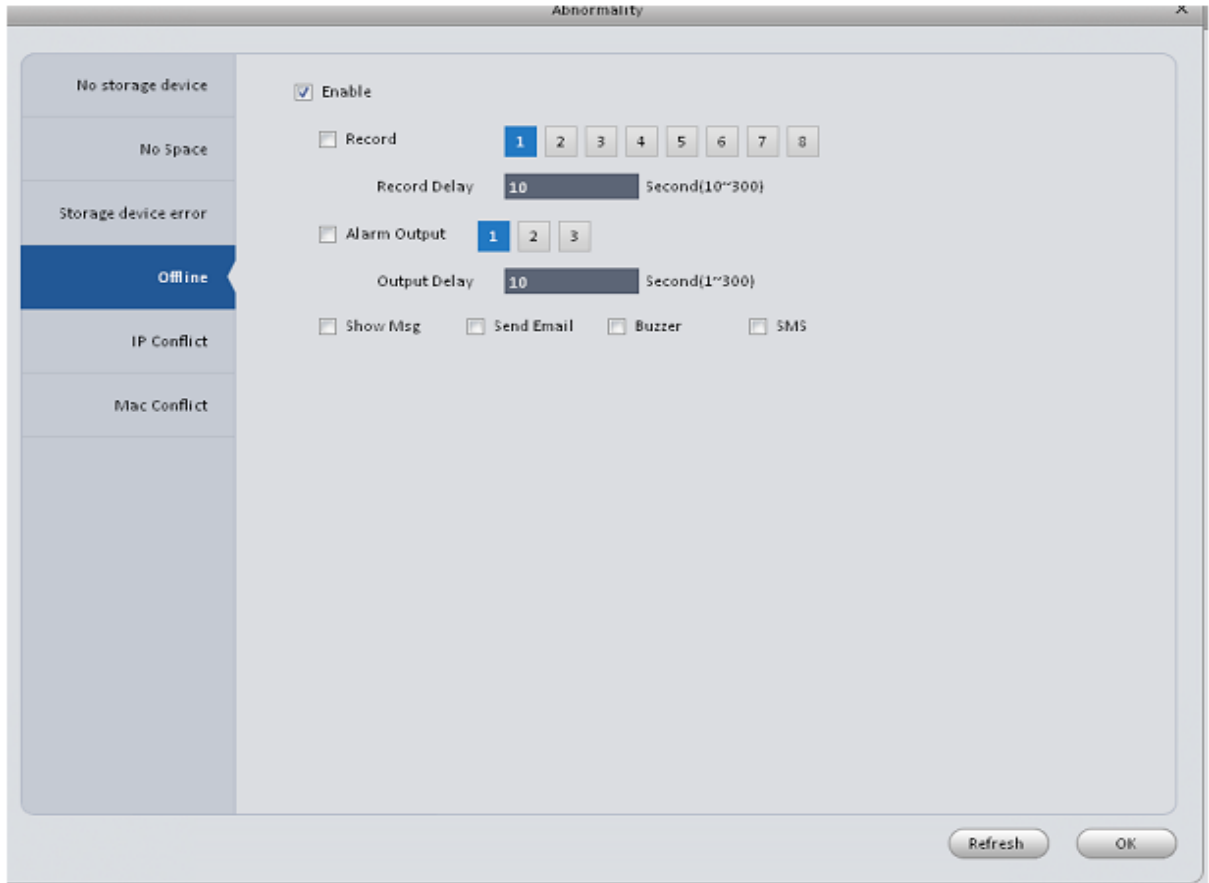 Abnormality
No storage device
No Space
Storage device error
Offline
IP Conflict
Mac Conflict
Enable
Record 1 2 3 4 5 6 7 8
Record Delay 10 Second(10~300)
Alarm Output 1 2 3
Output Delay 10 Second(1~300)
Show Msg Send Email Buzzer SMS
Refresh OK